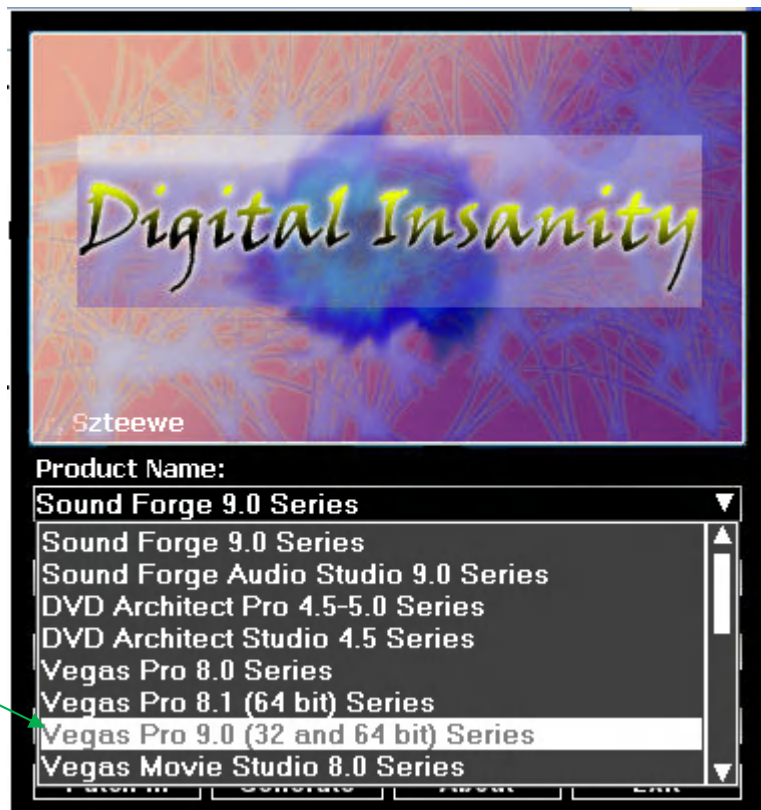 Digital Insanity
r, Szteewe
Product Name:
Sound Forge 9.0 Series
Sound Forge 9.0 Series
Sound Forge Audio Studio 9.0 Series
DVD Architect Pro 4.5-5.0 Series
DVD Architect Studio 4.5 Series
Vegas Pro 8.0 Series
Vegas Pro 8.1 (64 bit) Series
Vegas Pro 9.0 (32 and 64 bit) Series
Vegas Movie Studio 8.0 Series